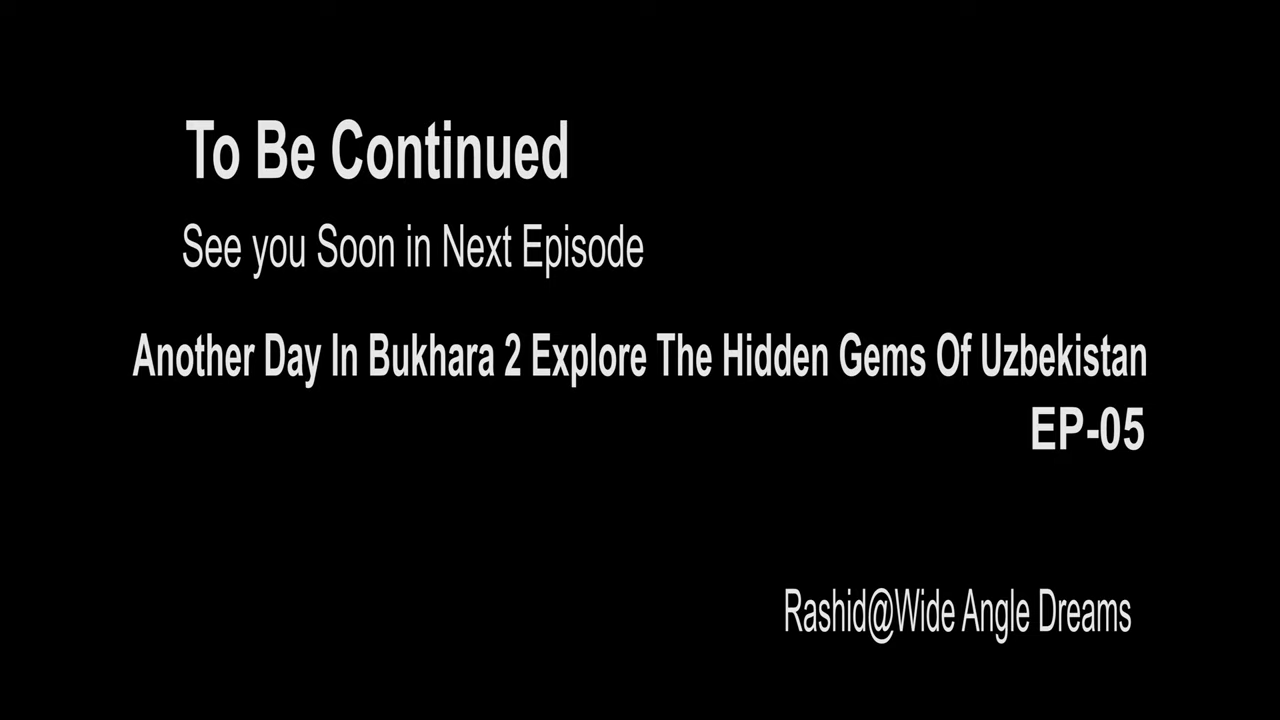 To Be Continued
See you Soon in Next Episode
Another Day In Bukhara 2 Explore The Hidden Gems Of Uzbekistan
EP-05
Rashid@Wide Angle Dreams